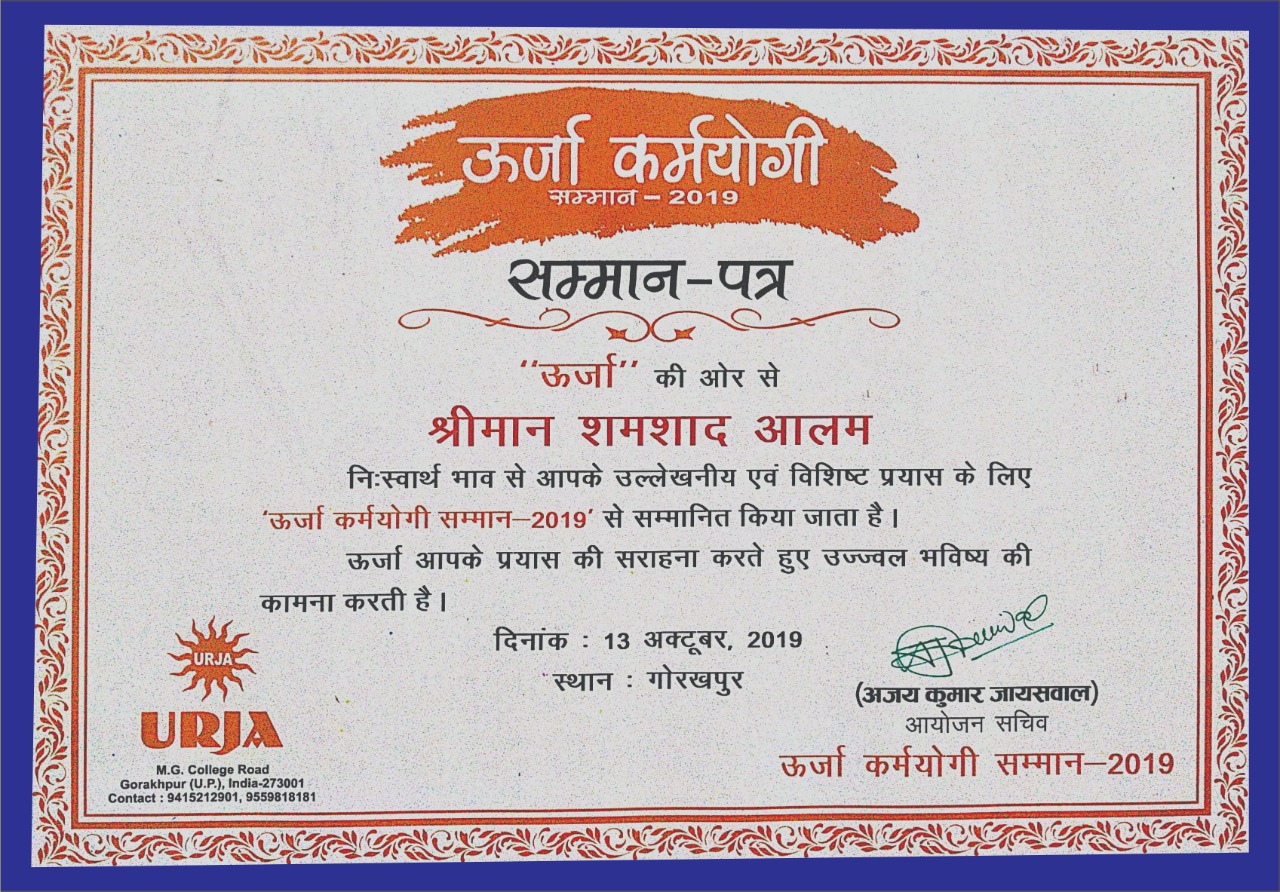 ऊर्जा कर्मयोगी
सम्मान – 2019
सम्मान-पत्र
‘‘ऊर्जा’’ की ओर से
श्रीमान शमशाद आलम
निःस्वार्थ भाव से आपके उल्लेखनीय एवं विशिष्ट प्रयास के लिए
‘ऊर्जा कर्मयोगी सम्मान–2019’ से सम्मानित किया जाता है।
ऊर्जा आपके प्रयास की सराहना करते हुए उज्ज्वल भविष्य की
कामना करती है।
दिनांक : 13 अक्टूबर, 2019
स्थान : गोरखपुर
URJA
URJA
M.G. College Road
Gorakhpur (U.P.), India-273001
Contact : 9415212901, 9559818181
(अजय कुमार जायसवाल)
आयोजन सचिव
ऊर्जा कर्मयोगी सम्मान–2019